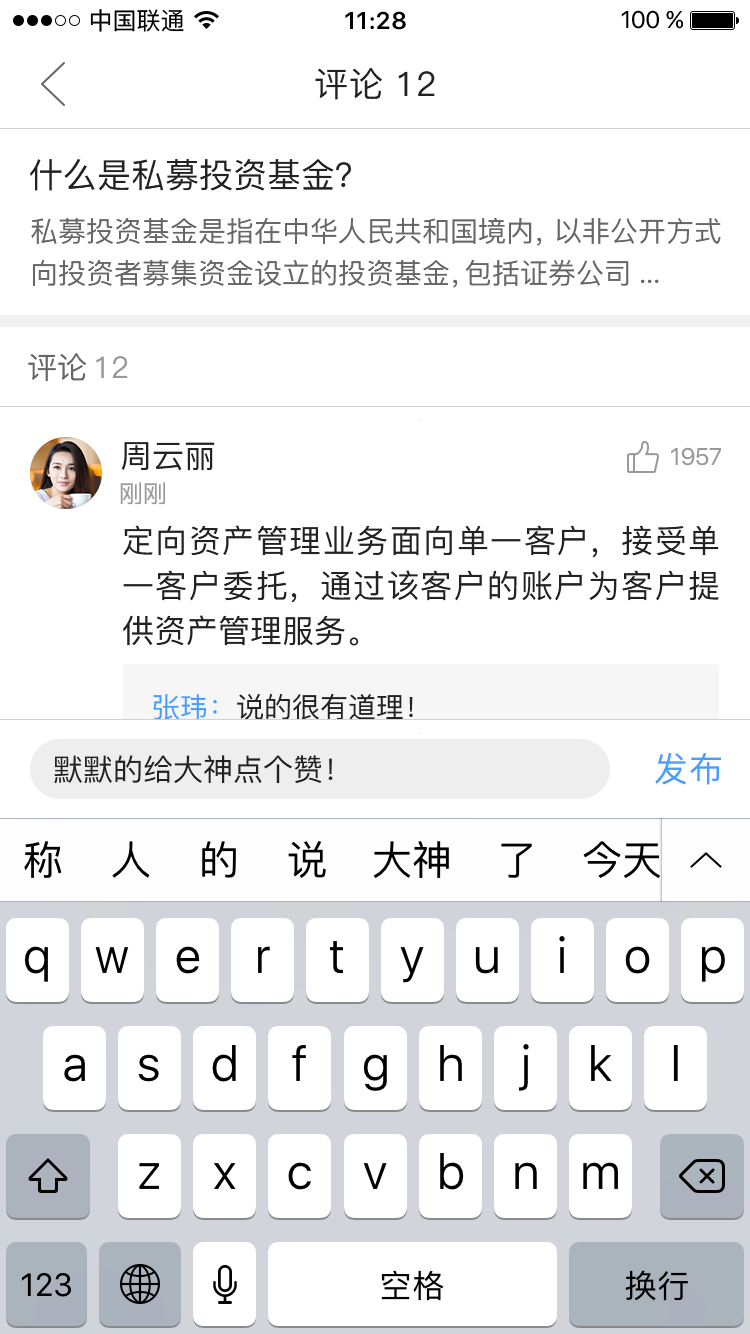 中国联通 11:28 100 %
评论 12
什么是私募投资基金?
私募投资基金是指在中华人民共和国境内, 以非公开方式
向投资者募集资金设立的投资基金, 包括证券公司 ...
评论 12
周云丽 1957
刚刚
定向资产管理业务面向单一客户，接受单
一客户委托，通过该客户的账户为客户提
供资产管理服务。
张玮：说的很有道理！
默默的给大神点个赞！ 发布
称 人 的 说 大神 了 今天
q w e r t y u i o p
a s d f g h j k l
z x c v b n m
123 空格 换行